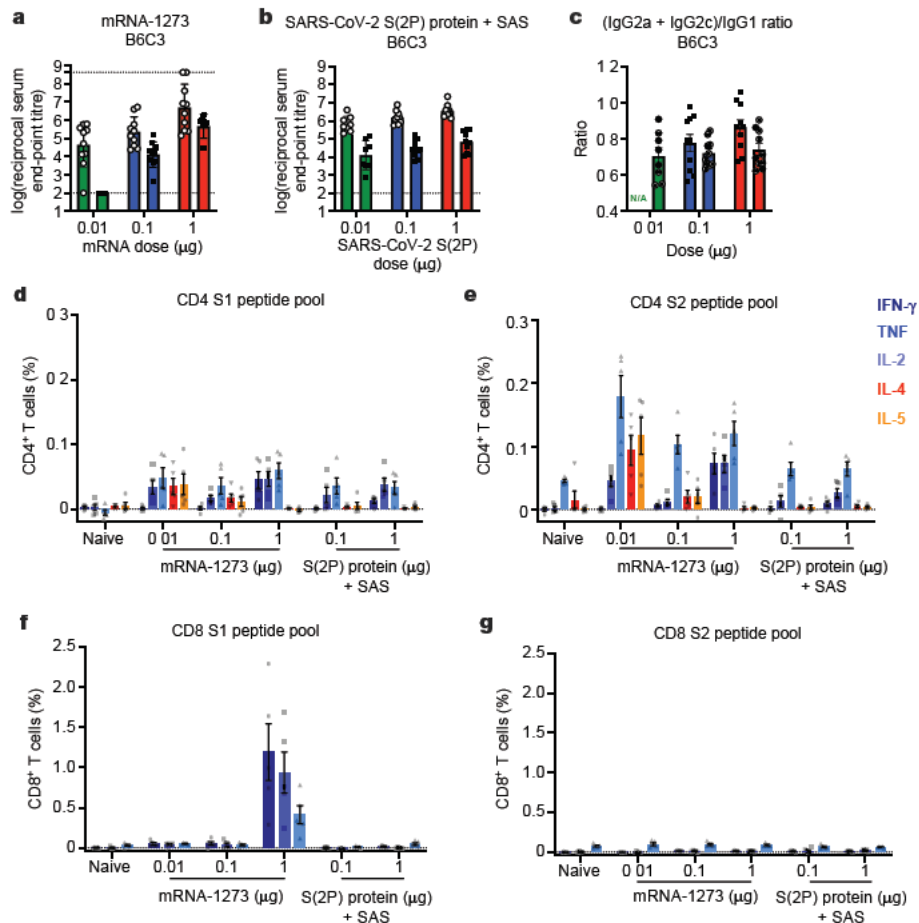 a
mRNA-1273
B6C3
log(reciprocal serum
end-point titre)
9
8
7
6
5
4
3
2
1
0.01
0.1
1
mRNA dose (μg)
b
SARS-CoV-2 S(2P) protein + SAS
B6C3
log(reciprocal serum
end-point titre)
9
8
7
6
5
4
3
2
1
0.01
0.1
1
SARS-CoV-2 S(2P)
dose (μg)
c
(IgG2a + IgG2c)/IgG1 ratio
B6C3
Ratio
1 2
1.0
0.8
0.6
0.4
N/A
0 01
0.1
1
Dose (μg)
d
CD4 S1 peptide pool
CD4⁺ T cells (%)
0 3
0.2
0.1
0
Naive
0 01
0.1
1
0.1
1
mRNA-1273 (μg)
S(2P) protein (μg)
+ SAS
e
CD4 S2 peptide pool
CD4⁺ T cells (%)
0.3
0.2
0.1
0
Naive
0.01
0.1
1
0.1
1
mRNA-1273 (μg)
S(2P) protein (μg)
+ SAS
IFN-γ
TNF
IL-2
IL-4
IL-5
f
CD8 S1 peptide pool
CD8⁺ T cells (%)
2.5
2.0
1.5
1.0
0.5
0
Naive
0.01
0.1
1
0.1
1
mRNA-1273 (μg)
S(2P) protein (μg)
+ SAS
g
CD8 S2 peptide pool
CD8⁺ T cells (%)
2.5
2.0
1.5
1.0
0.5
0
Naive
0 01
0.1
1
0.1
1
mRNA-1273 (μg)
S(2P) protein (μg)
+ SAS